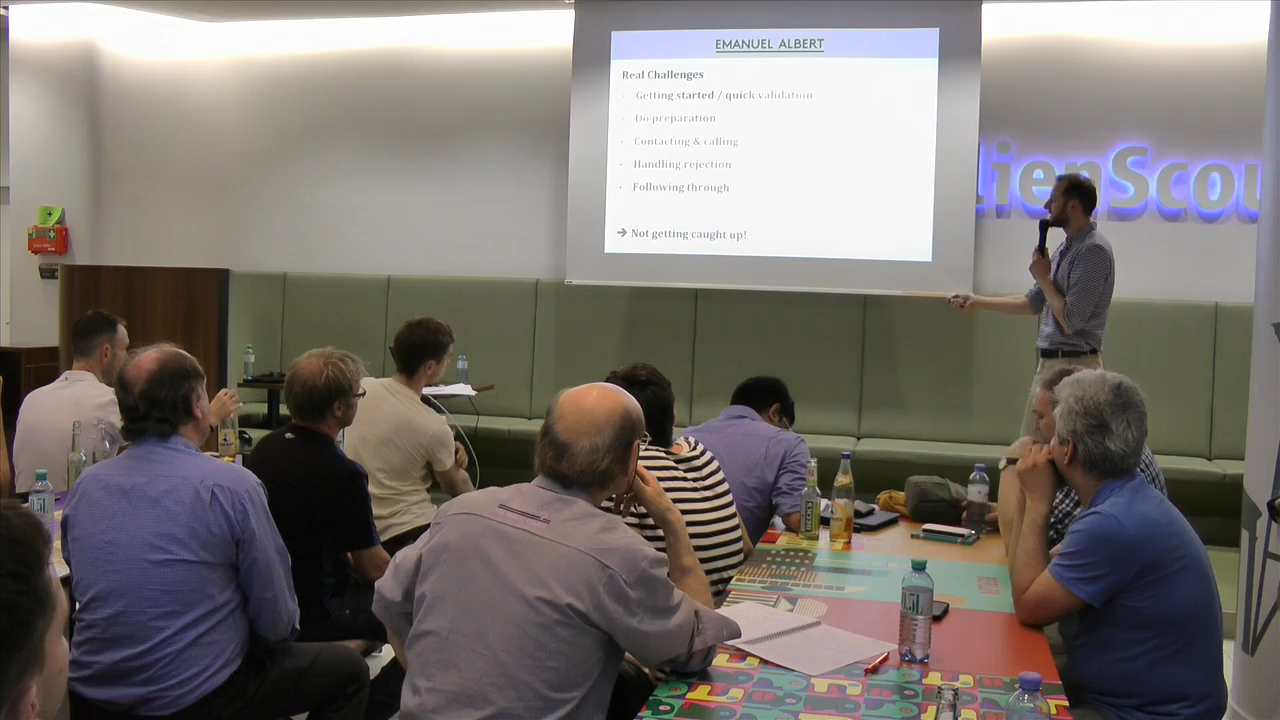 EMANUEL ALBERT
Real Challenges
Getting started / quick validation
Do preparation
Contacting & calling
Handling rejection
Following through
➔ Not getting caught up!
lienScou
BECK'S